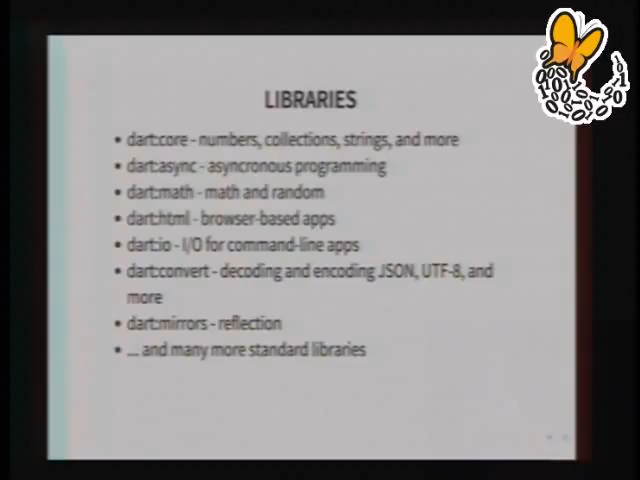 LIBRARIES
• dart:core - numbers, collections, strings, and more
• dart:async - asyncronous programming
• dart:math - math and random
• dart:html - browser-based apps
• dart:io - I/O for command-line apps
• dart:convert - decoding and encoding JSON, UTF-8, and
more
• dart:mirrors - reflection
• ... and many more standard libraries